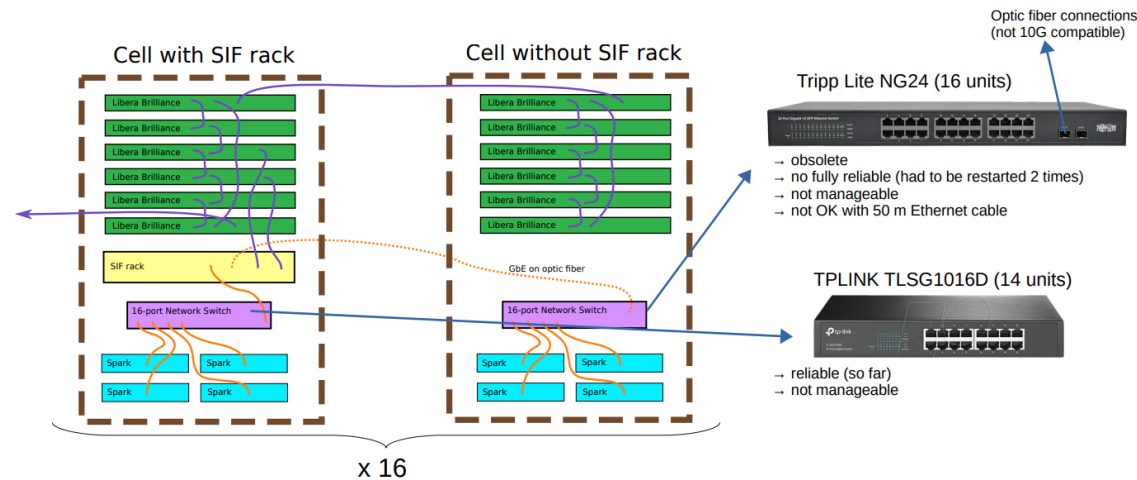 Cell with SIF rack
Libera Brilliance
Libera Brilliance
Libera Brilliance
Libera Brilliance
Libera Brilliance
Libera Brilliance
SIF rack
16-port Network Switch
Spark
Spark
Spark
Spark
Cell without SIF rack
Libera Brilliance
Libera Brilliance
Libera Brilliance
Libera Brilliance
Libera Brilliance
Libera Brilliance
GbE on optic fiber
16-port Network Switch
Spark
Spark
Spark
Spark
x 16
Optic fiber connections
(not 10G compatible)
Tripp Lite NG24 (16 units)
TRIPP-LITE
→ obsolete
→ no fully reliable (had to be restarted 2 times)
→ not manageable
→ not OK with 50 m Ethernet cable
TPLINK TLSG1016D (14 units)
tp-link
→ reliable (so far)
→ not manageable